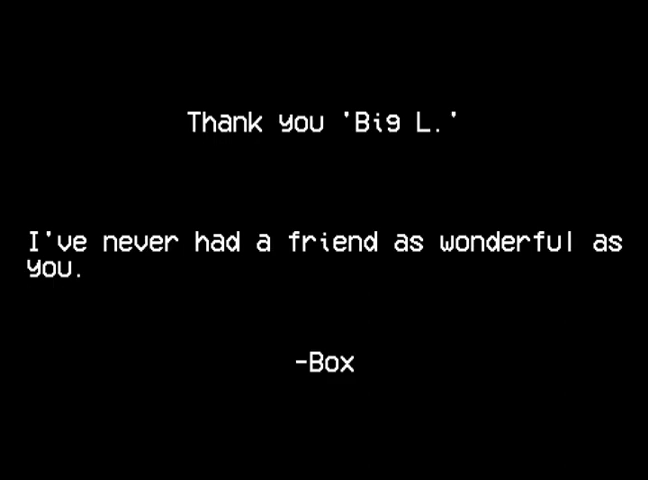 Thank you 'Big L.'
I've never had a friend as wonderful as
you.
-Box